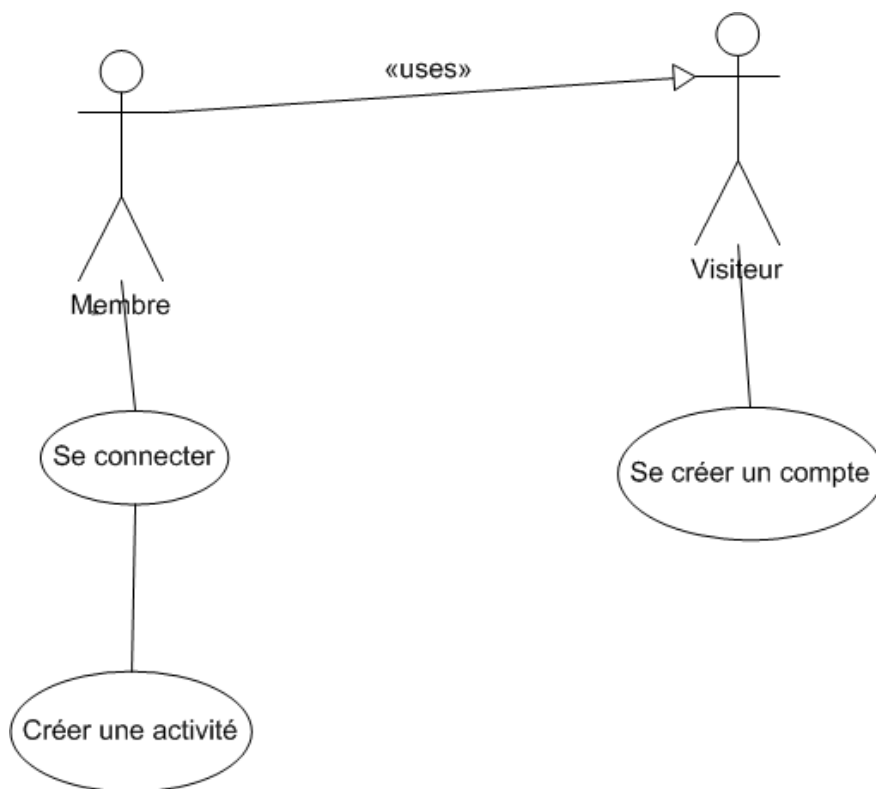 «uses»
Visiteur
Membre
Se connecter
Se créer un compte
Créer une activité